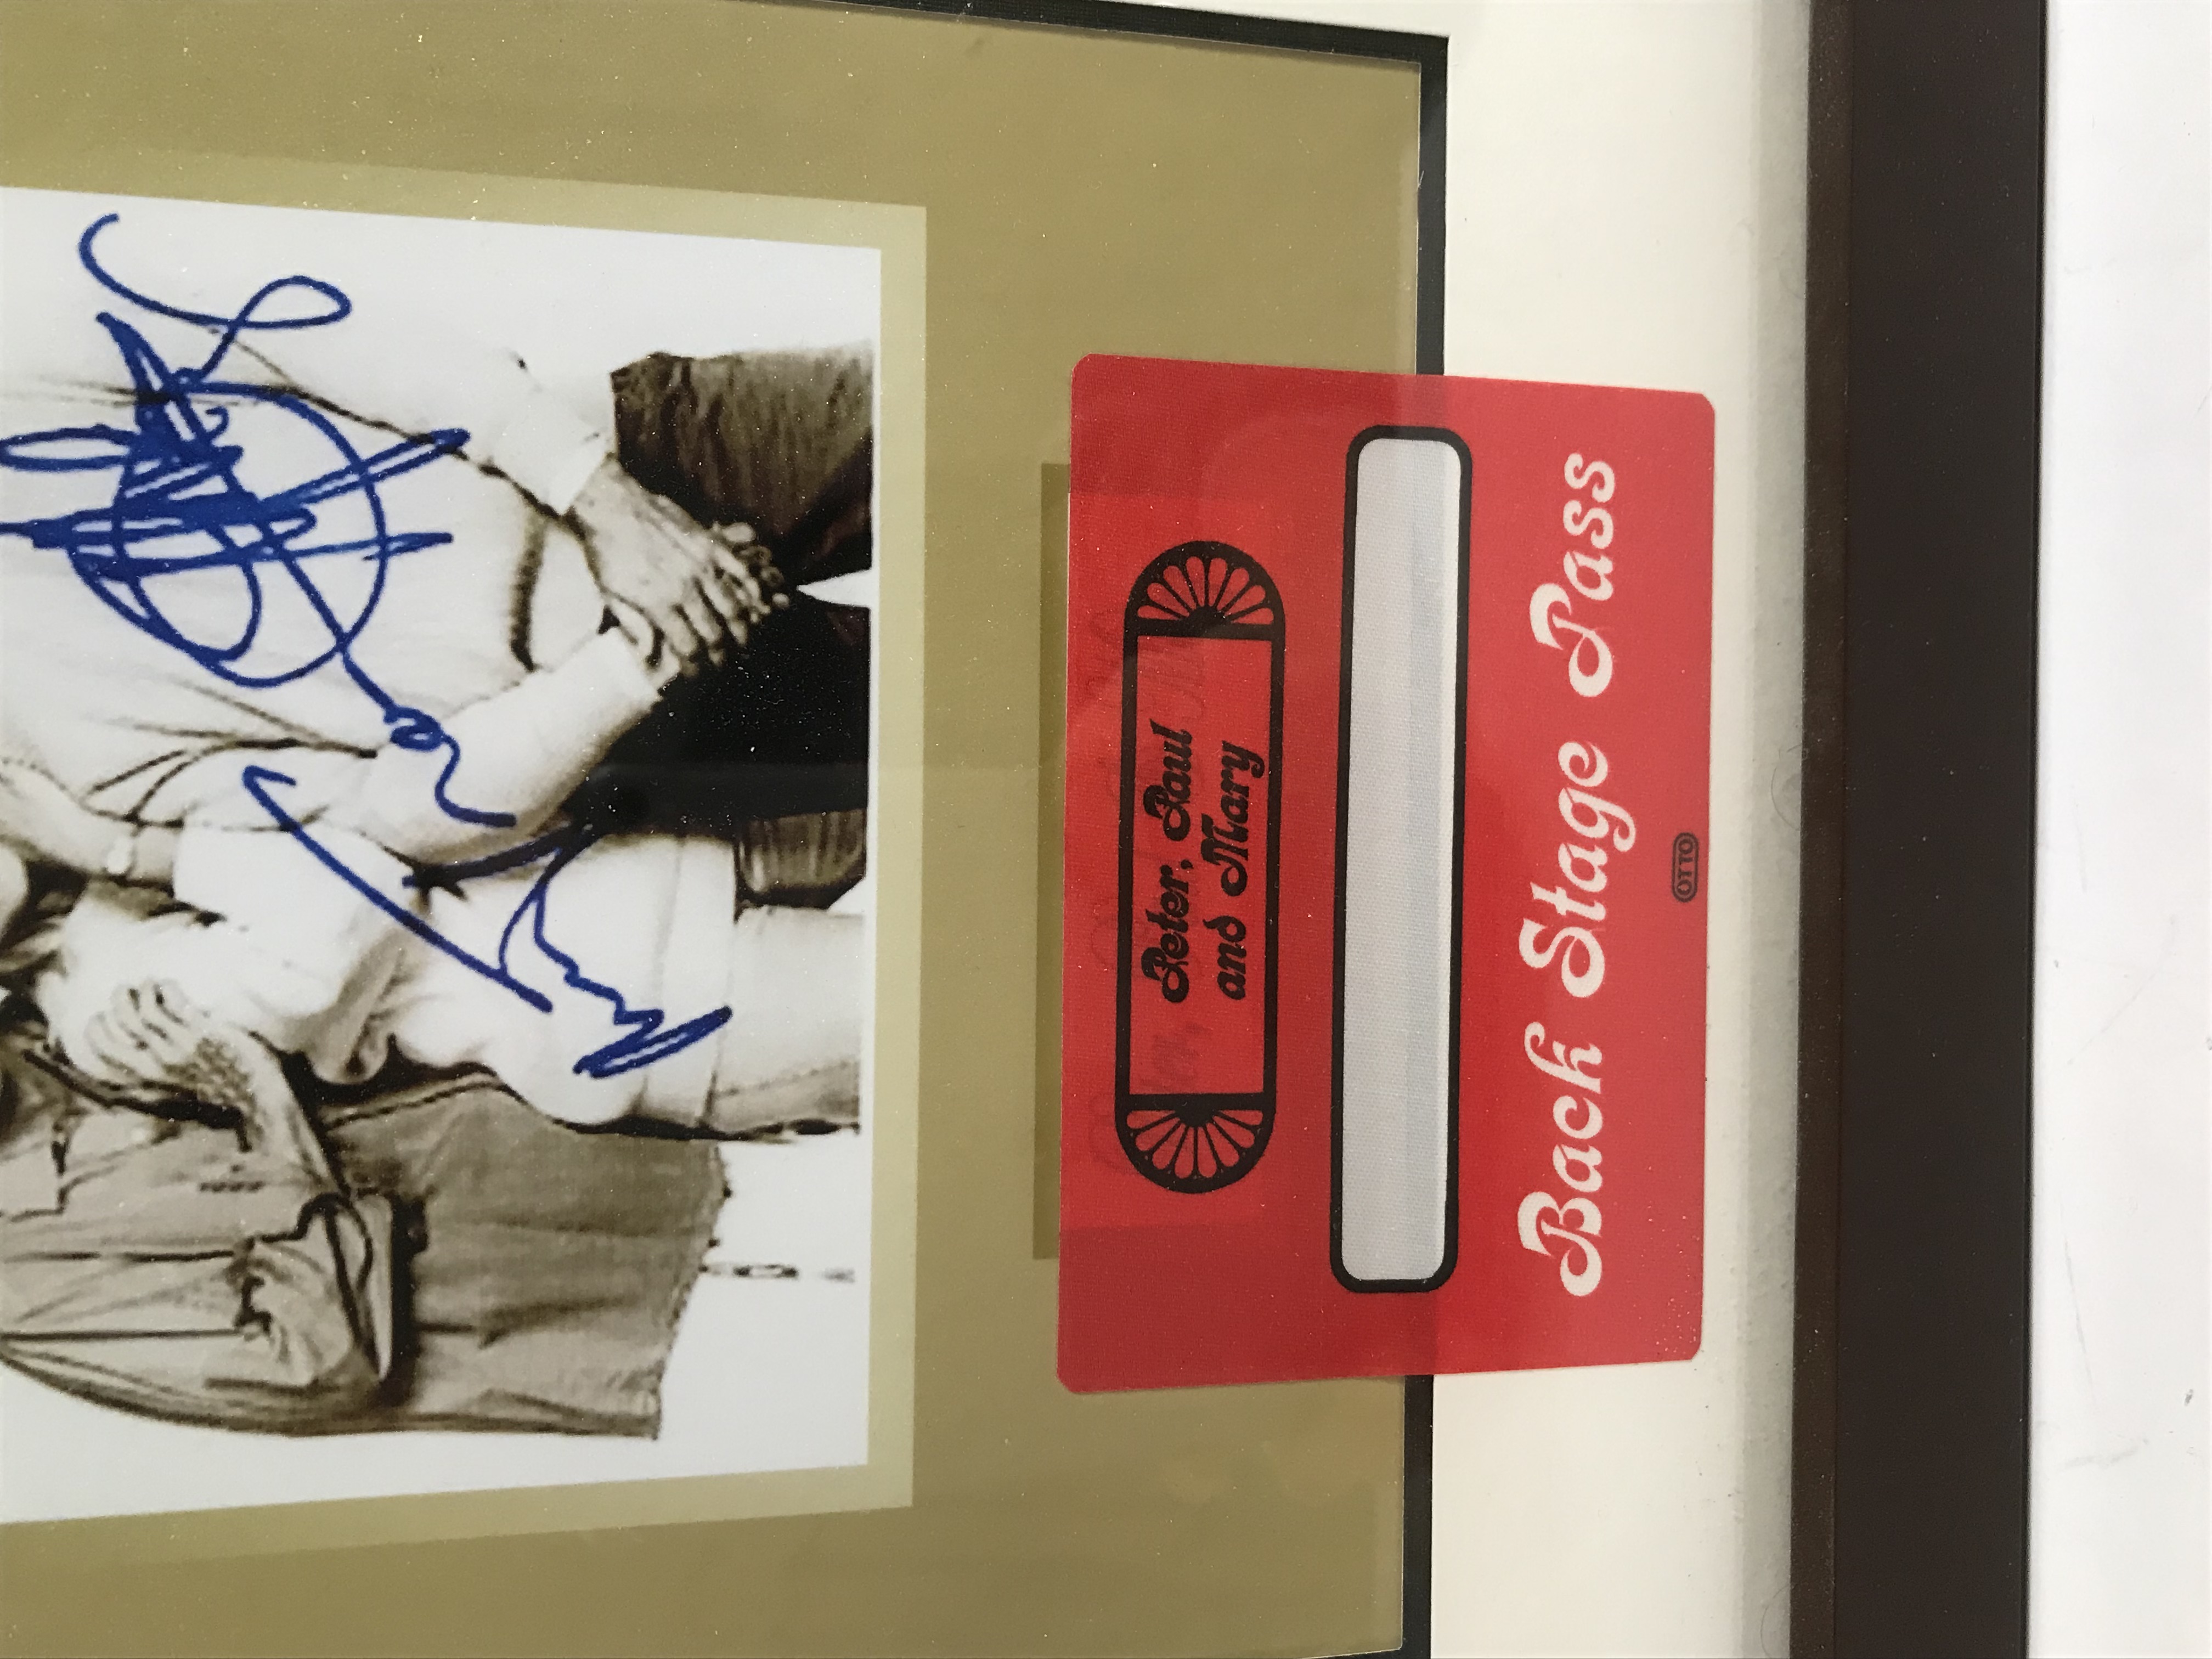 Peter, Paul
and Mary
Back Stage Pass
OTTO